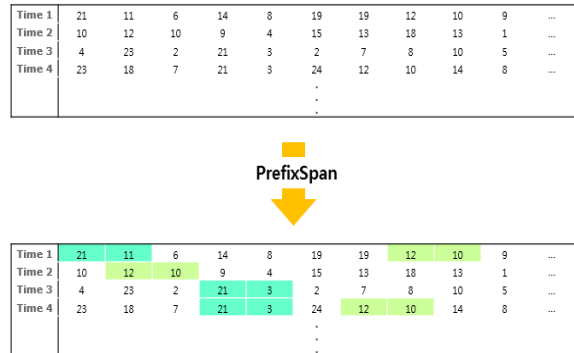 Time 1 21 11 6 14 8 19 19 12 10 9 ...
Time 2 10 12 10 9 4 15 13 18 13 1 ...
Time 3 4 23 2 21 3 2 7 8 10 5 ...
Time 4 23 18 7 21 3 24 12 10 14 8 ...
.
.
.
PrefixSpan
Time 1 21 11 6 14 8 19 19 12 10 9 ...
Time 2 10 12 10 9 4 15 13 18 13 1 ...
Time 3 4 23 2 21 3 2 7 8 10 5 ...
Time 4 23 18 7 21 3 24 12 10 14 8 ...
.
.
.